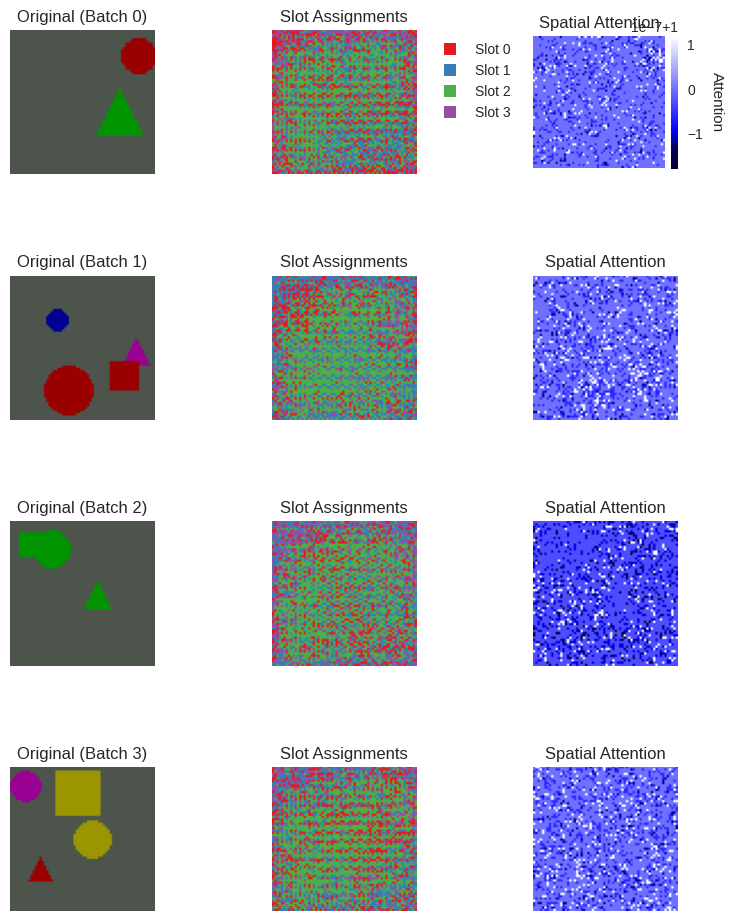 Original (Batch 0)
Slot Assignments
Slot 0
Slot 1
Slot 2
Slot 3
Spatial Attention
1e−7+1
1
0
−1
Attention
Original (Batch 1)
Slot Assignments
Spatial Attention
Original (Batch 2)
Slot Assignments
Spatial Attention
Original (Batch 3)
Slot Assignments
Spatial Attention